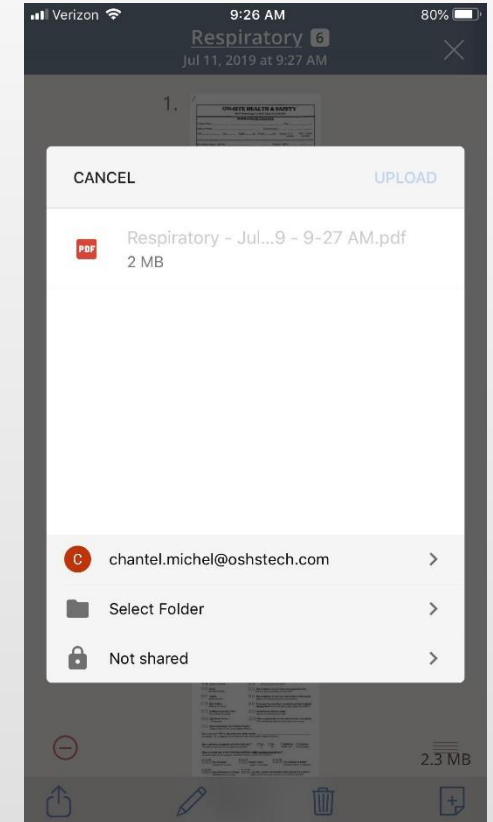 Verizon 9:26 AM 80%
Respiratory 6
Jul 11, 2019 at 9:27 AM
1.
ON-SITE HEALTH & SAFETY
CANCEL UPLOAD
PDF Respiratory - Jul...9 - 9-27 AM.pdf
2 MB
C chantel.michel@oshstech.com
Select Folder
Not shared
2.3 MB